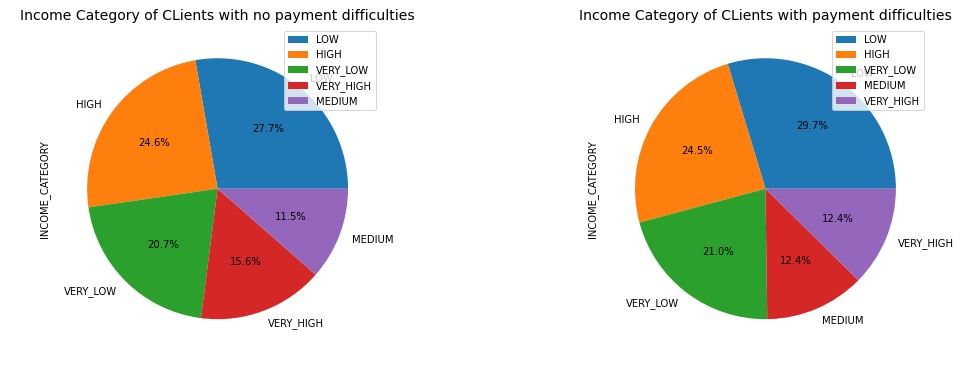 Income Category of CLients with no payment difficulties
LOW
HIGH
VERY_LOW
VERY_HIGH
MEDIUM
LOW
HIGH
27.7%
24.6%
INCOME_CATEGORY
11.5%
MEDIUM
20.7%
15.6%
VERY_LOW
VERY_HIGH
Income Category of CLients with payment difficulties
LOW
HIGH
VERY_LOW
MEDIUM
VERY_HIGH
LOW
HIGH
29.7%
24.5%
INCOME_CATEGORY
12.4%
VERY_HIGH
21.0%
12.4%
VERY_LOW
MEDIUM